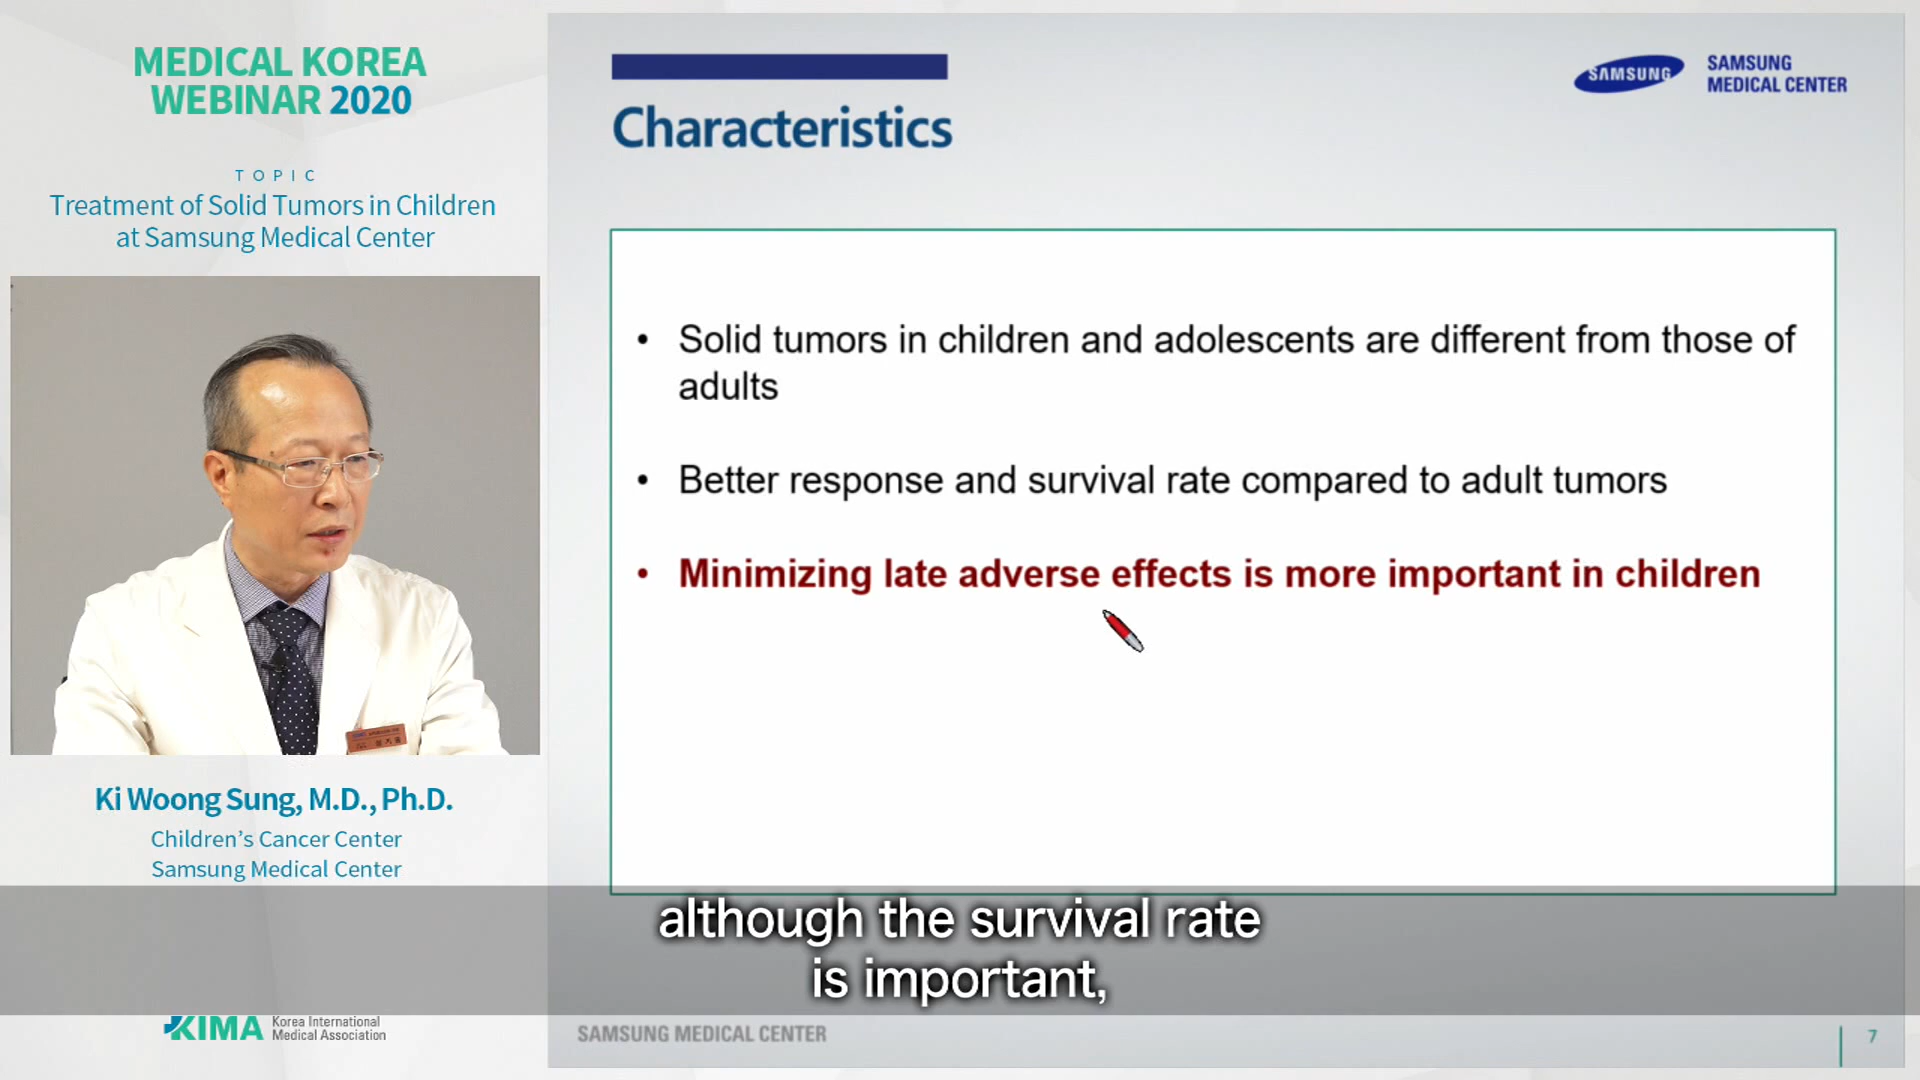 MEDICAL KOREA
WEBINAR 2020
TOPIC
Treatment of Solid Tumors in Children
at Samsung Medical Center
Ki Woong Sung, M.D., Ph.D.
Children's Cancer Center
Samsung Medical Center
KIMA
Korea International
Medical Association
SAMSUNG
SAMSUNG
MEDICAL CENTER
Characteristics
• Solid tumors in children and adolescents are different from those of
adults
• Better response and survival rate compared to adult tumors
• Minimizing late adverse effects is more important in children
although the survival rate
is important,
SAMSUNG MEDICAL CENTER
7